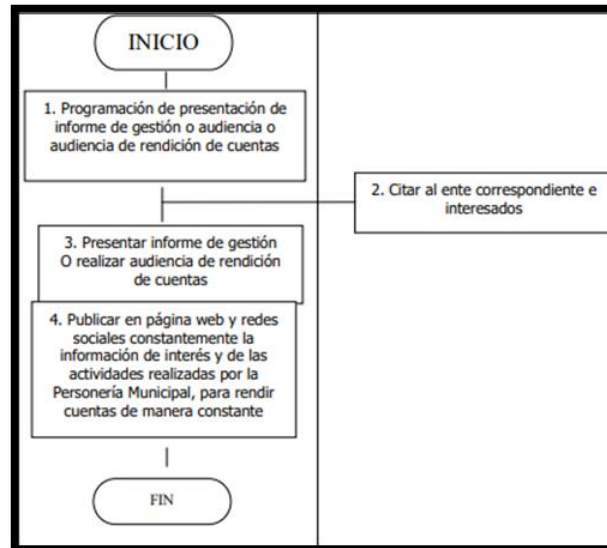 INICIO
1. Programación de presentación de
informe de gestión o audiencia o
audiencia de rendición de cuentas
2. Citar al ente correspondiente e
interesados
3. Presentar informe de gestión
O realizar audiencia de rendición
de cuentas
4. Publicar en página web y redes
sociales constantemente la
información de interés y de las
actividades realizadas por la
Personería Municipal, para rendir
cuentas de manera constante
FIN